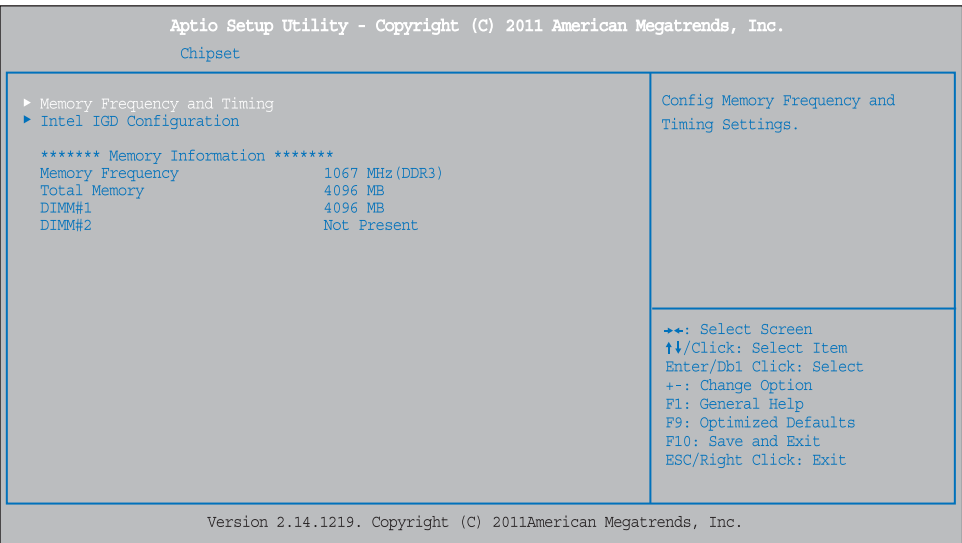 Aptio Setup Utility - Copyright (C) 2011 American Megatrends, Inc.
Chipset
Memory Frequency and Timing
Intel IGD Configuration
******* Memory Information *******
Memory Frequency 1067 MHz(DDR3)
Total Memory 4096 MB
DIMM#1 4096 MB
DIMM#2 Not Present
Config Memory Frequency and
Timing Settings.
→←: Select Screen
↑↓/Click: Select Item
Enter/Db1 Click: Select
+-: Change Option
F1: General Help
F9: Optimized Defaults
F10: Save and Exit
ESC/Right Click: Exit
Version 2.14.1219. Copyright (C) 2011American Megatrends, Inc.